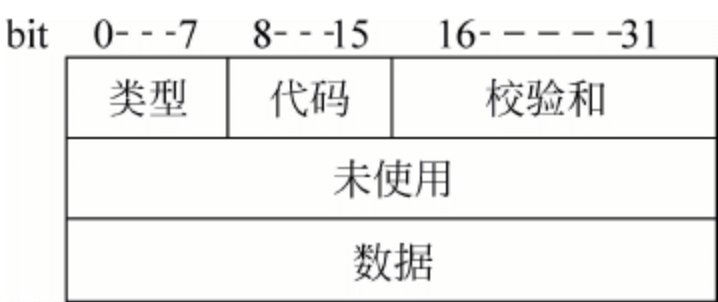 bit 0---7 8---15 16------31
类型 代码 校验和
未使用
数据